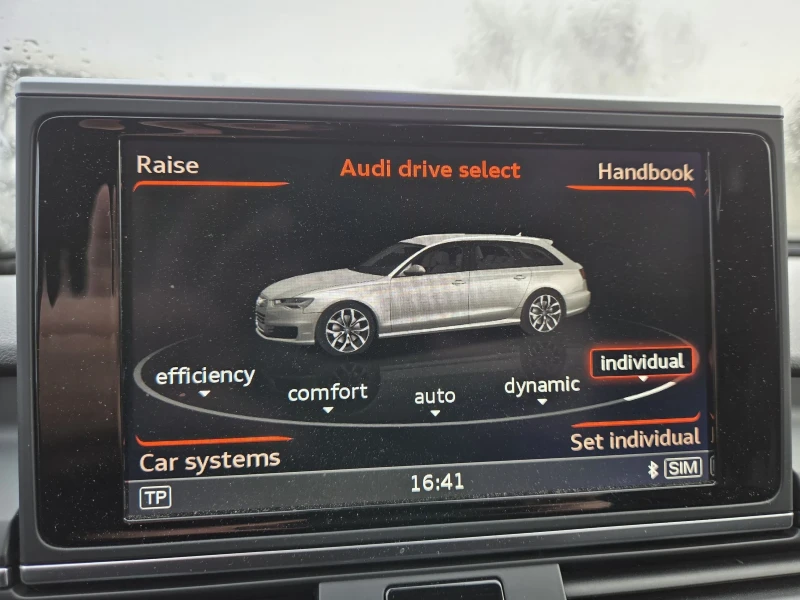 Raise
Audi drive select
Handbook
efficiency
comfort
auto
dynamic
individual
Car systems
Set individual
TP
16:41
SIM